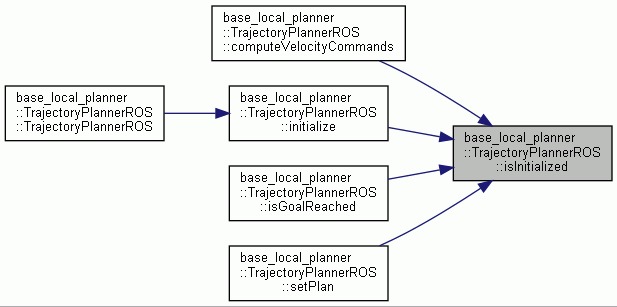 base_local_planner
::TrajectoryPlannerROS
::computeVelocityCommands
base_local_planner
::TrajectoryPlannerROS
::TrajectoryPlannerROS
base_local_planner
::TrajectoryPlannerROS
::initialize
base_local_planner
::TrajectoryPlannerROS
::isInitialized
base_local_planner
::TrajectoryPlannerROS
::isGoalReached
base_local_planner
::TrajectoryPlannerROS
::setPlan